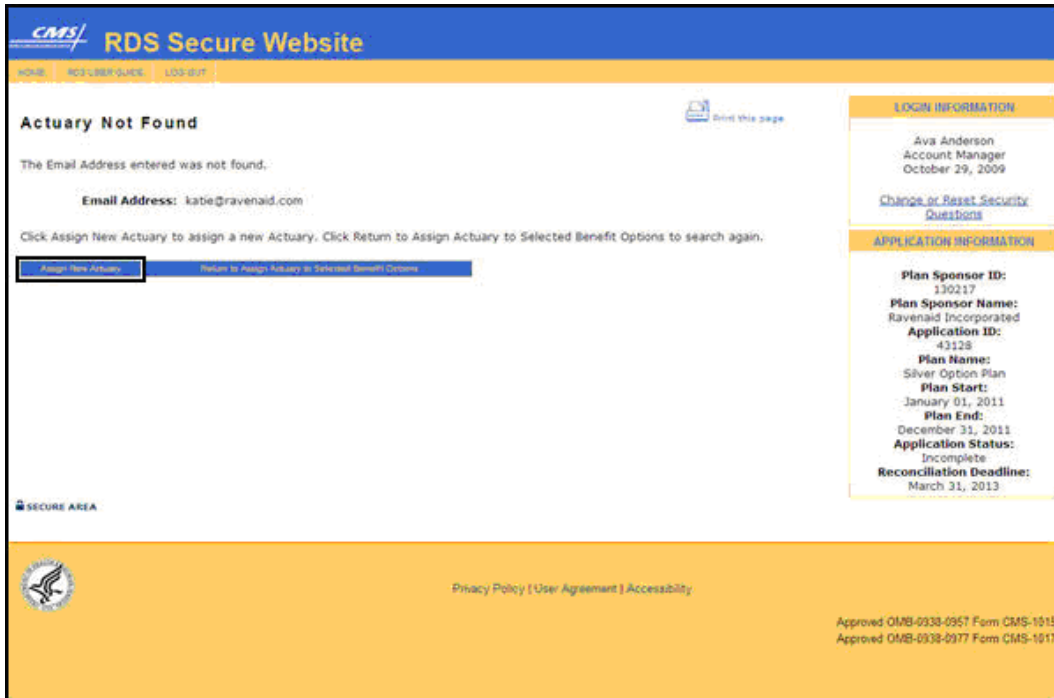 CMS/ RDS Secure Website
HOME RDS USER GUIDE LOG OUT
Actuary Not Found
Print this page
The Email Address entered was not found.
Email Address: katie@ravenaid.com
Click Assign New Actuary to assign a new Actuary. Click Return to Assign Actuary to Selected Benefit Options to search again.
Assign New Actuary Return to Assign Actuary to Selected Benefit Options
LOGIN INFORMATION
Ava Anderson
Account Manager
October 29, 2009
Change or Reset Security
Questions
APPLICATION INFORMATION
Plan Sponsor ID:
130217
Plan Sponsor Name:
Ravenaid Incorporated
Application ID:
43128
Plan Name:
Silver Option Plan
Plan Start:
January 01, 2011
Plan End:
December 31, 2011
Application Status:
Incomplete
Reconciliation Deadline:
March 31, 2013
SECURE AREA
Privacy Policy | User Agreement | Accessibility
Approved OMB-0938-0957 Form CMS-1015
Approved OMB-0938-0977 Form CMS-1017